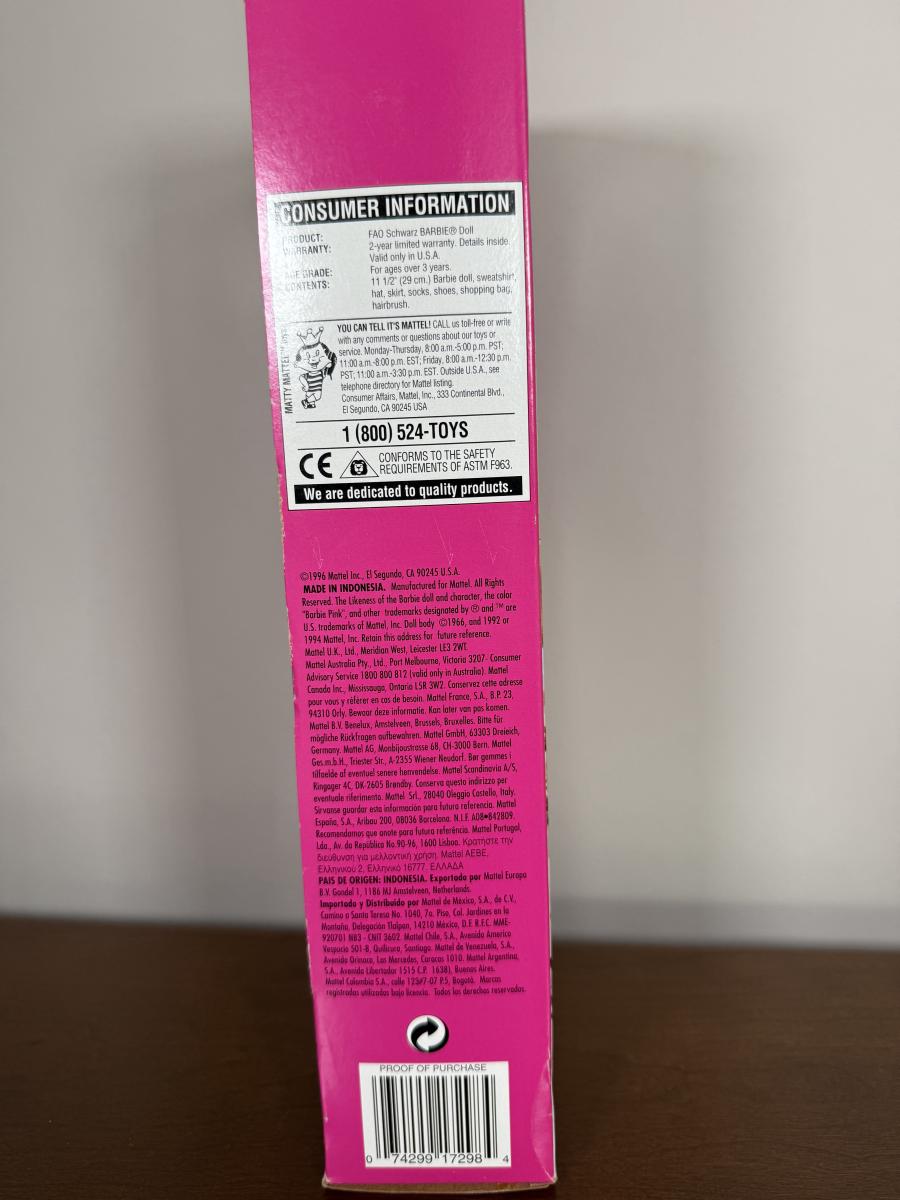 CONSUMER INFORMATION
PRODUCT: FAO Schwarz BARBIE® Doll
WARRANTY: 2-year limited warranty. Details inside.
Valid only in U.S.A.
AGE GRADE: For ages over 3 years.
CONTENTS: 11 1/2" (29 cm.) Barbie doll, sweatshirt,
hat, skirt, socks, shoes, shopping bag,
hairbrush.
MATTY MATTEL™
YOU CAN TELL IT'S MATTEL! CALL us toll-free or write
with any comments or questions about our toys or
service. Monday-Thursday, 8:00 a.m.-5:00 p.m. PST;
11:00 a.m.-8:00 p.m. EST; Friday, 8:00 a.m.-12:30 p.m.
PST; 11:00 a.m.-3:30 p.m. EST. Outside U.S.A., see
telephone directory for Mattel listing.
Consumer Affairs, Mattel, Inc., 333 Continental Blvd.,
El Segundo, CA 90245 USA
1 (800) 524-TOYS
CE CONFORMS TO THE SAFETY
REQUIREMENTS OF ASTM F963.
We are dedicated to quality products.
©1996 Mattel Inc., El Segundo, CA 90245 U.S.A.
MADE IN INDONESIA. Manufactured for Mattel. All Rights
Reserved. The Likeness of the Barbie doll and character, the color
"Barbie Pink", and other trademarks designated by ® and ™ are
U.S. trademarks of Mattel, Inc. Doll body ©1966, and 1992 or
1994 Mattel, Inc. Retain this address for future reference.
Mattel U.K., Ltd., Meridian West, Leicester LE3 2WT.
Mattel Australia Pty., Ltd., Port Melbourne, Victoria 3207- Consumer
Advisory Service 1800 800 812 (valid only in Australia). Mattel
Canada Inc., Mississauga, Ontario L5R 3W2. Conservez cette adresse
pour vous y référer en cas de besoin. Mattel France, S.A., B.P. 23,
94310 Orly. Bewaar deze informatie. Kan later van pas komen.
Mattel B.V. Benelux, Amstelveen, Brussels, Bruxelles. Bitte für
mögliche Rückfragen aufbewahren. Mattel GmbH, 63303 Dreieich,
Germany. Mattel AG, Monbijoustrasse 68, CH-3000 Bern. Mattel
Ges.m.b.H., Triester Str., A-2355 Wiener Neudorf. Bør gemmes i
tilfaelde af eventuel senere henvendelse. Mattel Scandinavia A/S,
Ringager 4C, DK-2605 Brøndby. Conserva questo indirizzo per
eventuale riferimento. Mattel Srl., 28040 Oleggio Castello, Italy.
Sírvanse guardar esta información para futura referencia. Mattel
España, S.A., Aribau 200, 08036 Barcelona. N.I.F. A08•842809.
Recomendamos que anote para futura referência. Mattel Portugal,
Lda., Av. da República No.90-96, 1600 Lisboa. Κρατήστε την
διεύθυνση για μελλοντική χρήση. Mattel AEBE,
Ελληνικού 2, Ελληνικό 16777. ΕΛΛΑΔΑ
PAIS DE ORIGEN: INDONESIA. Exportado por Mattel Europa
B.V. Gondel 1, 1186 MJ Amstelveen, Netherlands.
Importado y Distribuido por Mattel de México, S.A., de C.V.,
Camino a Santa Teresa No. 1040, 7o. Piso, Col. Jardines en la
Montaña, Delegación Tlalpan, 14210 México, D.F. R.F.C. MME-
920701 NB3 - CNIT 3602. Mattel Chile, S.A., Avenida Americo
Vespucio 501-B, Quilicura, Santiago. Mattel de Venezuela, S.A.,
Avenida Orinoco, Las Mercedes, Caracas 1010. Mattel Argentina,
S.A., Avenida Libertador 1515 C.P. 1638), Buenos Aires.
Mattel Colombia S.A., calle 123#7-07 P.5, Bogotá. Marcas
registradas utilizadas bajo licencia. Todos los derechos reservados.
PROOF OF PURCHASE
0 74299 17298 4